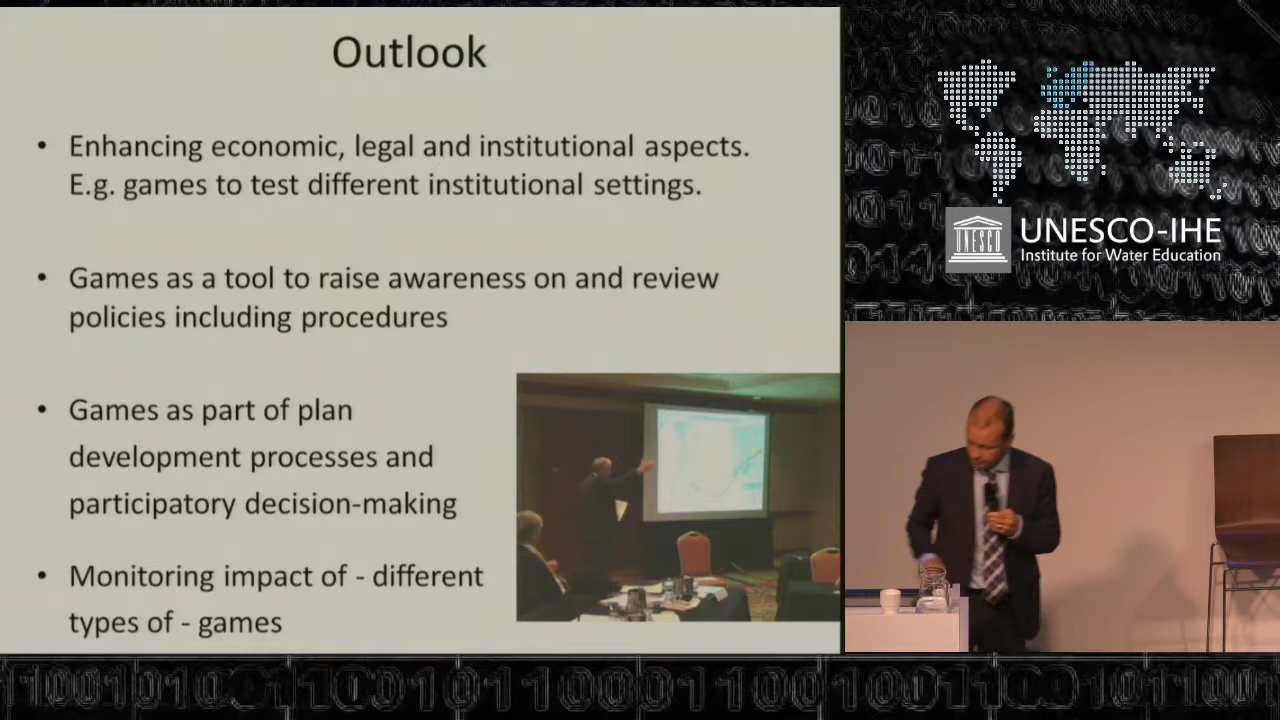 Outlook
• Enhancing economic, legal and institutional aspects.
E.g. games to test different institutional settings.
• Games as a tool to raise awareness on and review
policies including procedures
• Games as part of plan
development processes and
participatory decision-making
• Monitoring impact of - different
types of - games
UNESCO
UNESCO-IHE
Institute for Water Education